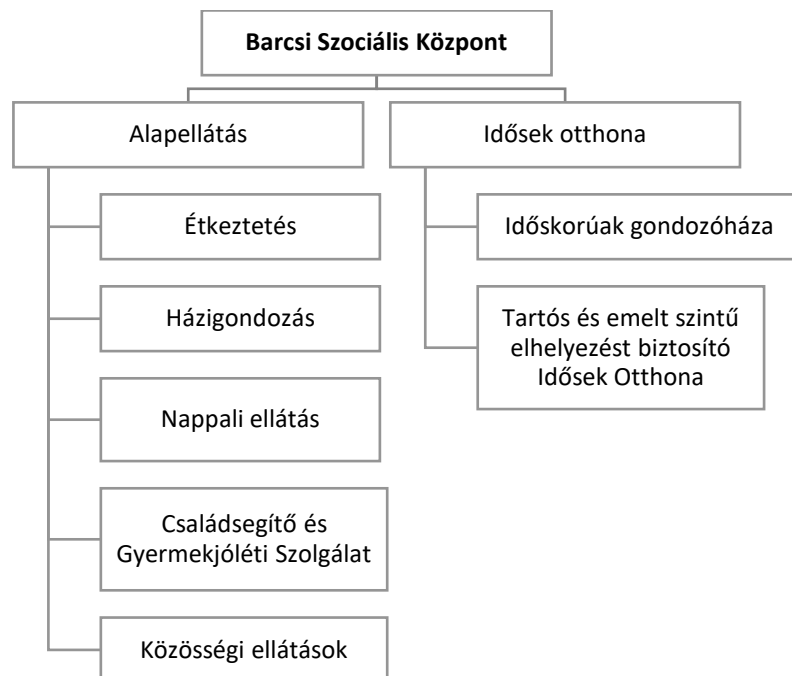 Barcsi Szociális Központ
Alapellátás
Étkeztetés
Házigondozás
Nappali ellátás
Családsegítő és
Gyermekjóléti Szolgálat
Közösségi ellátások
Idősek otthona
Időskorúak gondozóháza
Tartós és emelt szintű
elhelyezést biztosító
Idősek Otthona